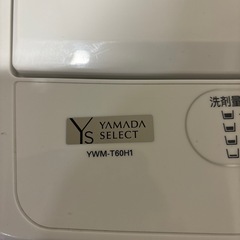 YS YAMADA
SELECT
YWM-T60H1
洗剤量